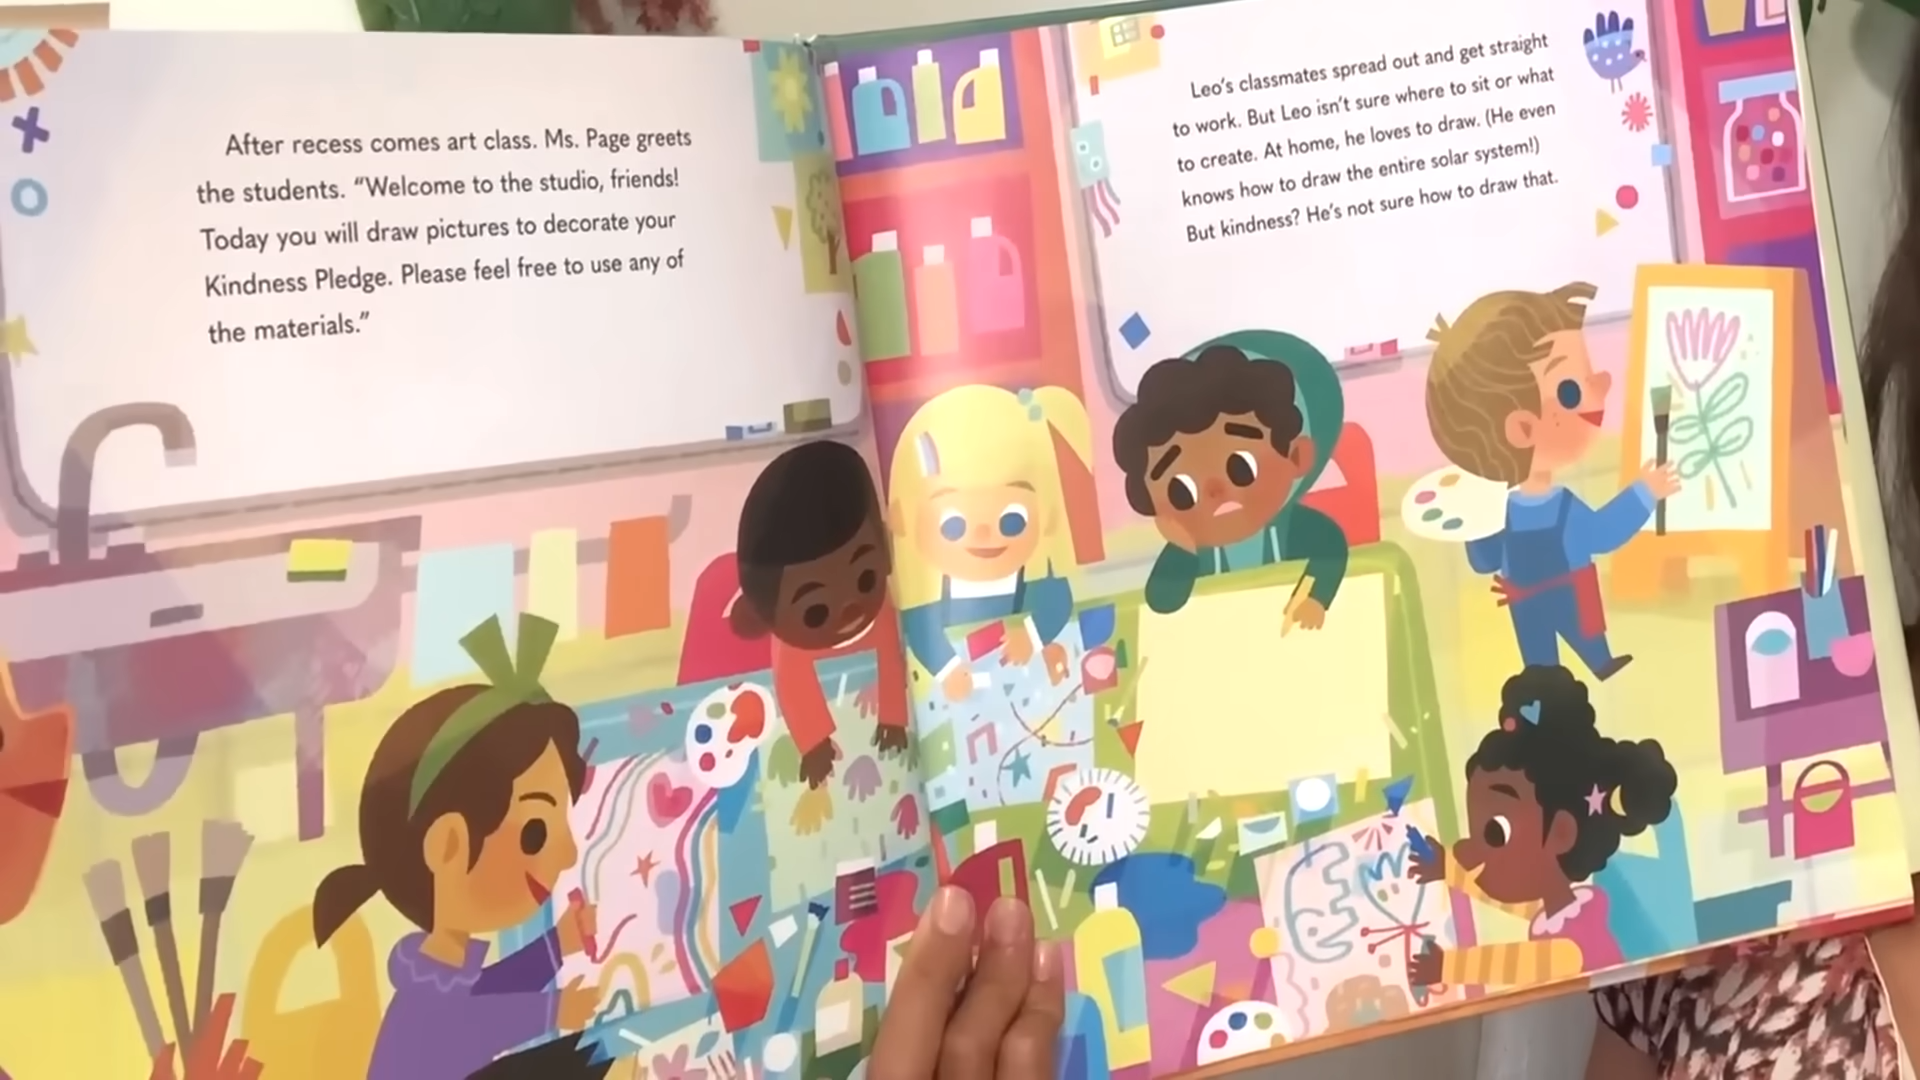 After recess comes art class. Ms. Page greets
the students. “Welcome to the studio, friends!
Today you will draw pictures to decorate your
Kindness Pledge. Please feel free to use any of
the materials.”
Leo’s classmates spread out and get straight
to work. But Leo isn’t sure where to sit or what
to create. At home, he loves to draw. (He even
knows how to draw the entire solar system!)
But kindness? He’s not sure how to draw that.